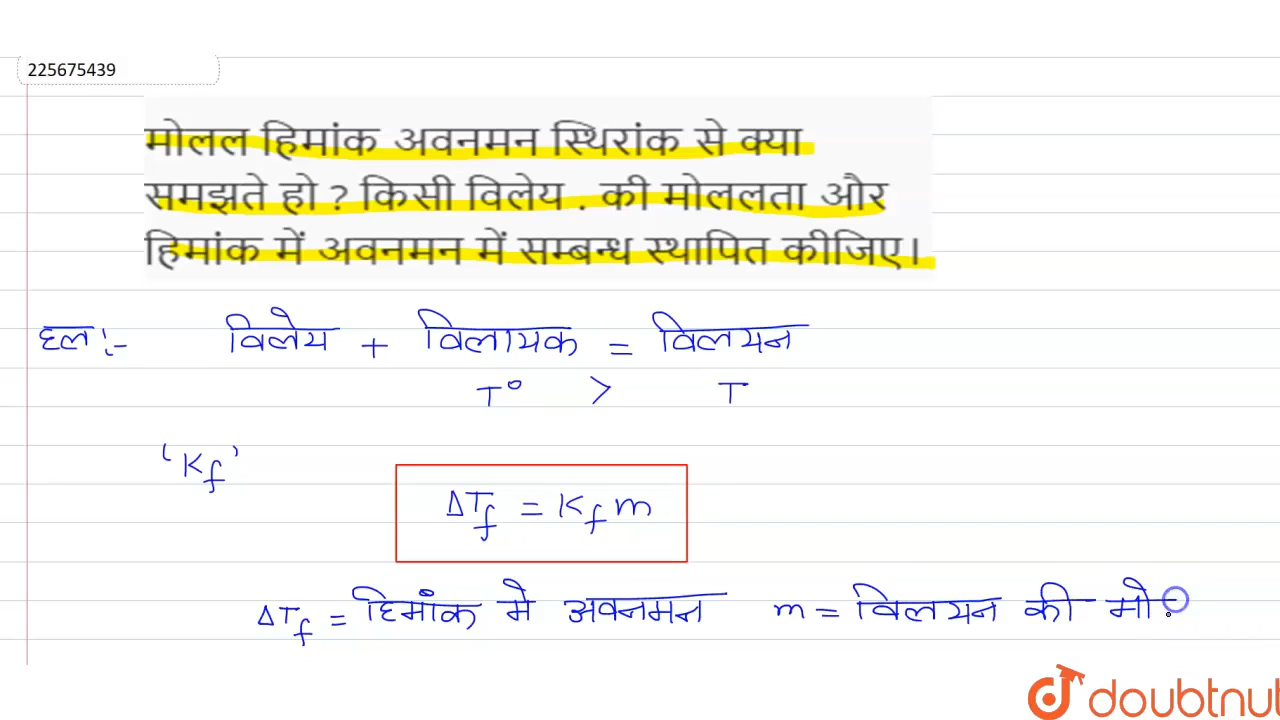 225675439
मोलल हिमांक अवनमन स्थिरांक से क्या
समझते हो ? किसी विलेय . की मोललता और
हिमांक में अवनमन में सम्बन्ध स्थापित कीजिए।
हल :- विलेय + विलायक = विलयन
T° > T
'Kf'
ΔTf = Kf m
ΔTf = हिमांक मे अवनमन m = विलयन की मो
doubtnut